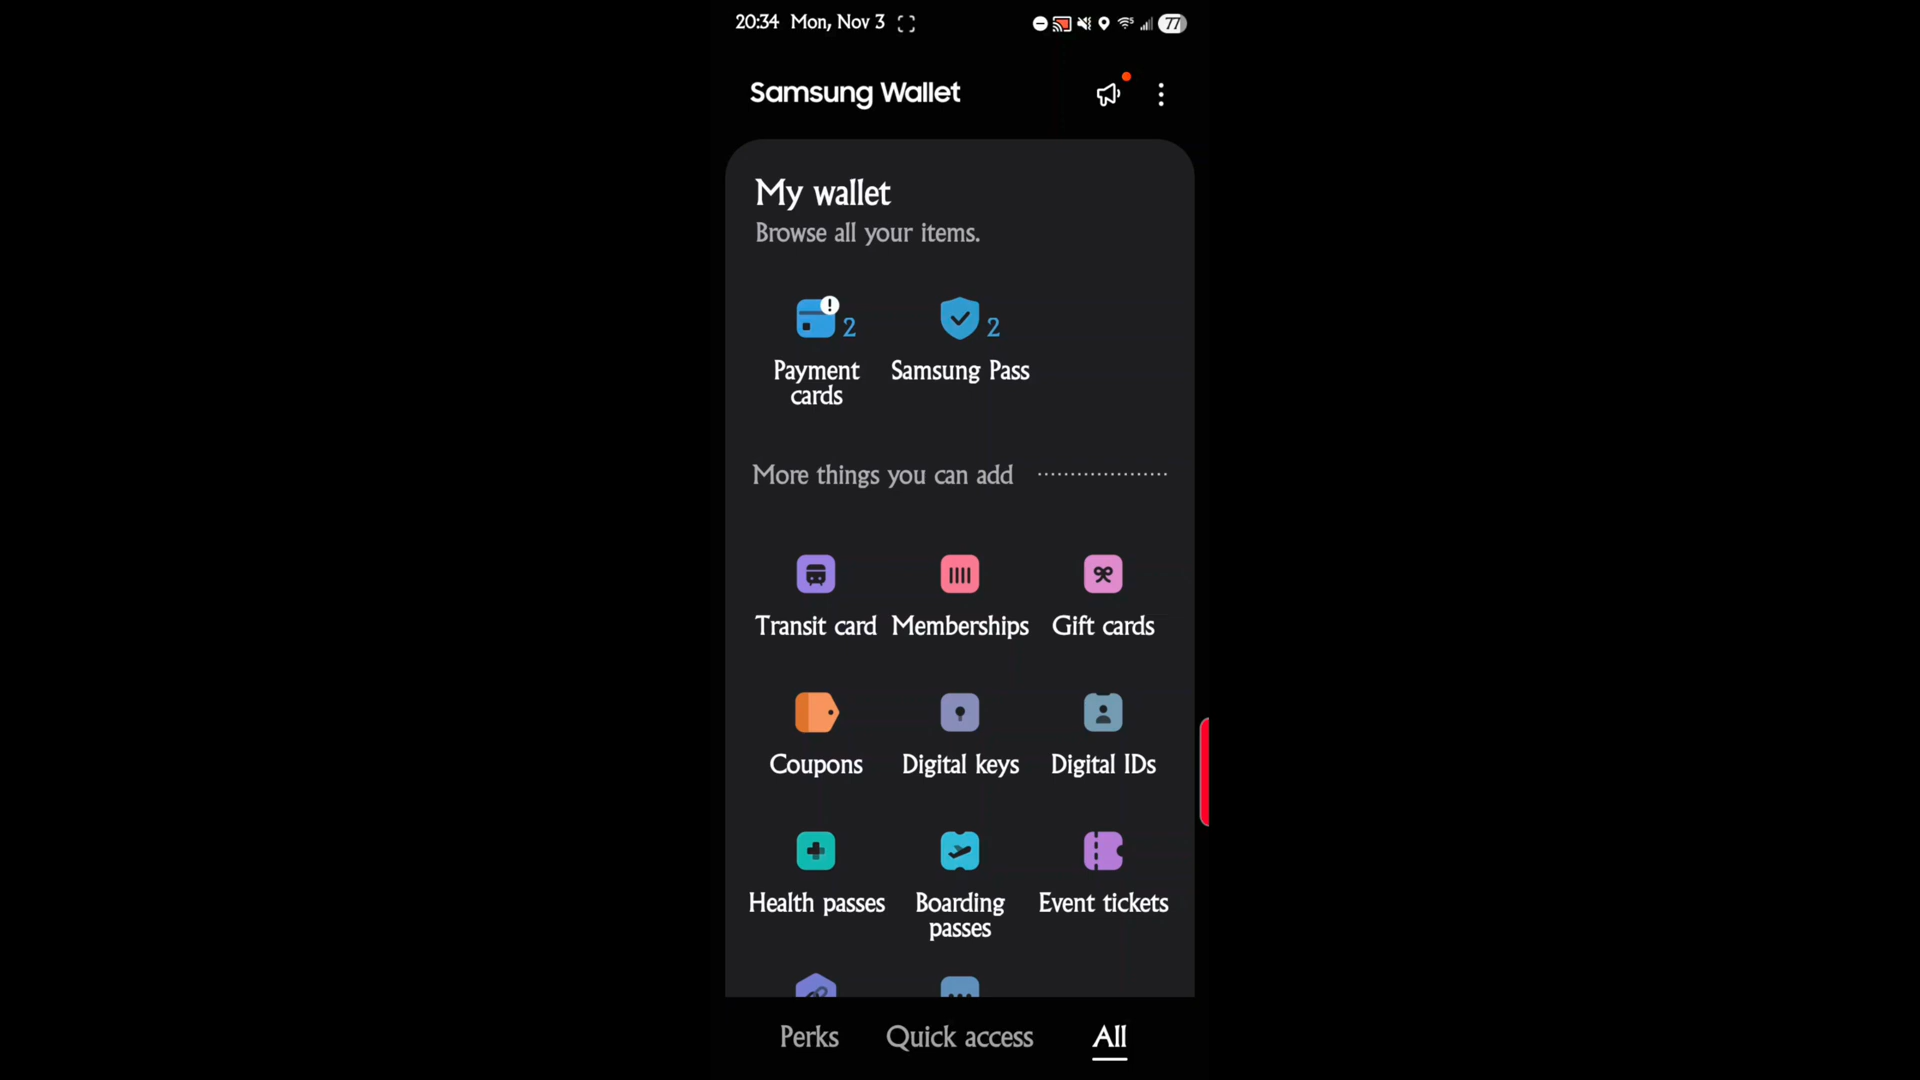 20:34 Mon, Nov 3
77
Samsung Wallet
My wallet
Browse all your items.
2
2
Payment
cards
Samsung Pass
More things you can add
Transit card
Memberships
Gift cards
Coupons
Digital keys
Digital IDs
Health passes
Boarding
passes
Event tickets
Perks
Quick access
All